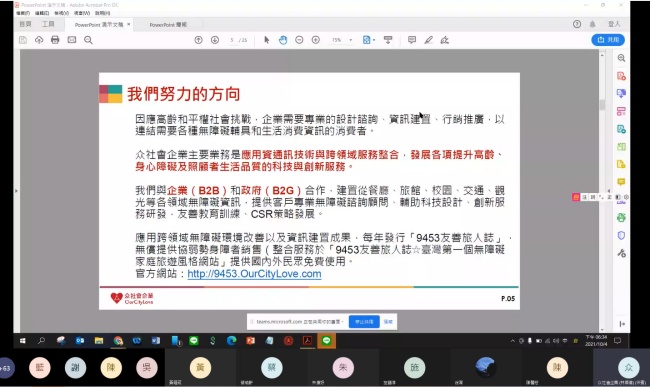 PowerPoint 演示文稿 - Adobe Acrobat Pro DC
首頁 工具 PowerPoint 演示文稿 × PowerPoint 簡報
登入
5 / 23 75% 共用
我們努力的方向
因應高齡和平權社會挑戰，企業需要專業的設計諮詢、資訊建置、行銷推廣，以
連結需要各種無障礙輔具和生活消費資訊的消費者。
众社會企業主要業務是應用資通訊技術與跨領域服務整合，發展各項提升高齡、
身心障礙及照顧者生活品質的科技與創新服務。
我們與企業（B2B）和政府（B2G）合作，建置從餐廳、旅館、校園、交通、觀
光等各領域無障礙資訊，提供客戶專業無障礙諮詢顧問、輔助科技設計、創新服
務研發、友善教育訓練、CSR策略發展。
應用跨領域無障礙環境改善以及資訊建置成果，每年發行「9453友善旅人誌」，
無償提供協弱勢身障者銷售（整合服務於「9453友善旅人誌☆臺灣第一個無障礙
家庭旅遊風格網站」提供國內外民眾免費使用。
官方網站：http://9453.OurCityLove.com
众社會企業
OurCityLove
P.05
teams.microsoft.com 停止共用 隱藏
下午 06:34
2021/10/4
+63 藍 謝 陳 吳 黃 蔡 朱 施 陳 众